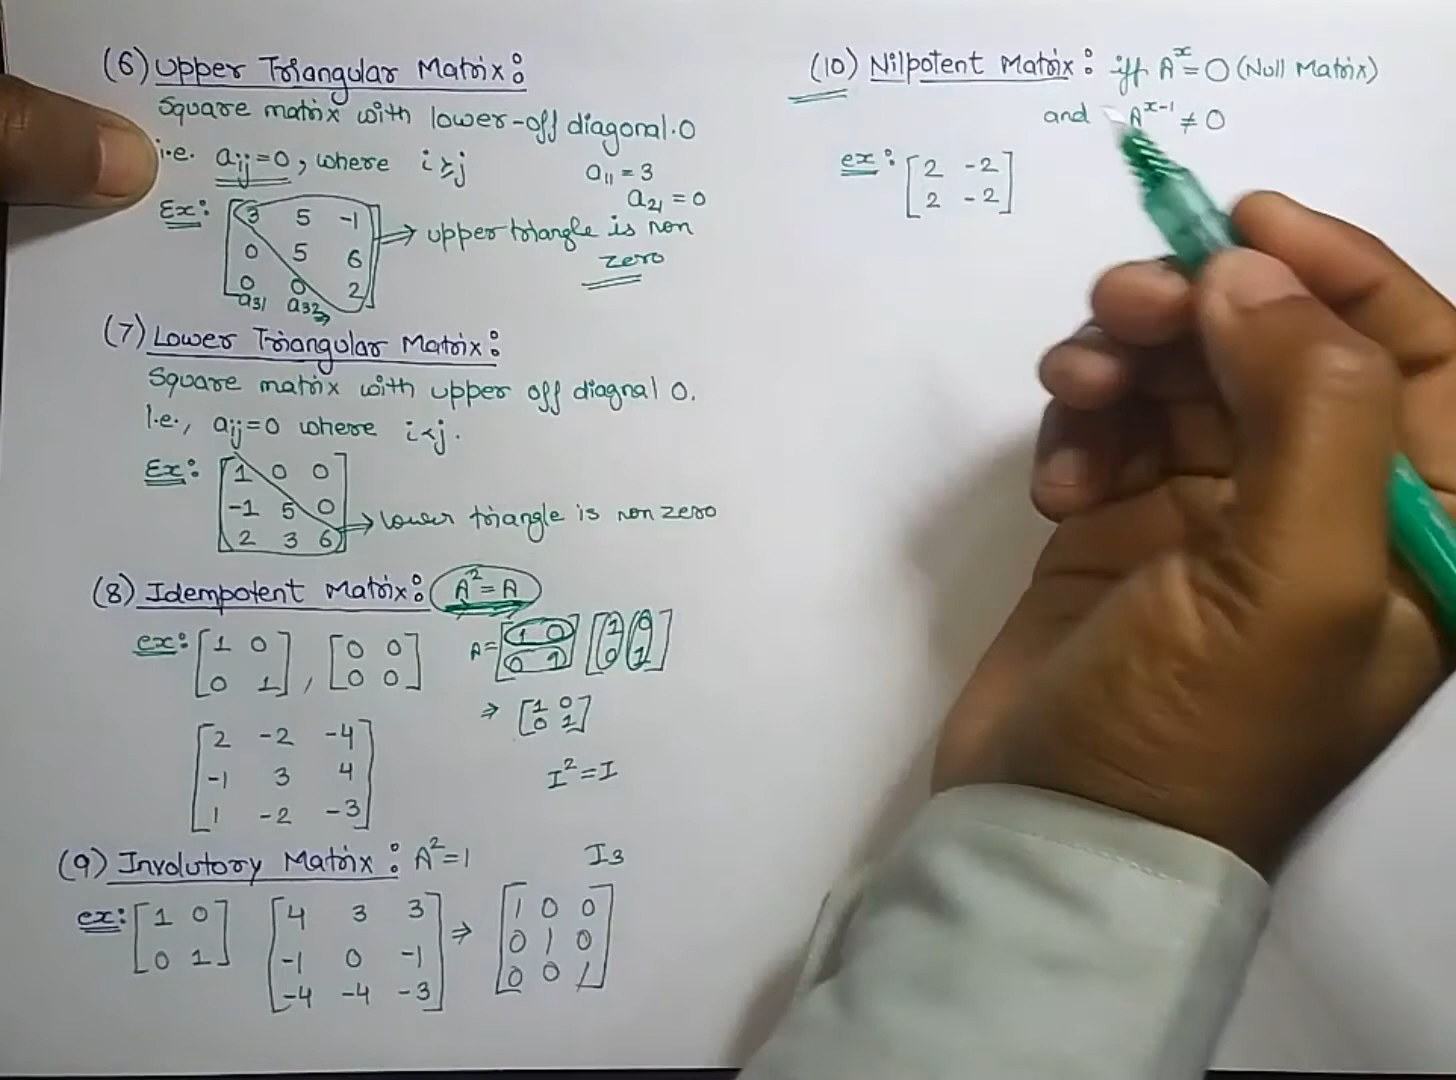 (6) Upper Triangular Matrix:
Square matrix with lower-off diagonal 0
i.e. aij=0, where i≥j
a11 = 3
a21 = 0
Ex: [3 5 -1
0 5 6
0 0 2]
a31 a32
⇒ upper triangle is non
zero
(7) Lower Triangular Matrix:
Square matrix with upper off diagnal 0.
I.e., aij=0 where i<j.
Ex: [1 0 0
-1 5 0
2 3 6]
⇒ lower triangle is non zero
(8) Idempotent Matrix: A²=A
ex: [1 0
0 1], [0 0
0 0]
A=[1 0
0 1] [1 0
0 1]
⇒ [1 0
0 1]
I²=I
[2 -2 -4
-1 3 4
1 -2 -3]
(9) Involutory Matrix: A²=1
I3
ex: [1 0
0 1]
[4 3 3
-1 0 -1
-4 -4 -3]
⇒ [1 0 0
0 1 0
0 0 1]
(10) Nilpotent Matrix: iff A^x=0 (Null Matrix)
and A^x-1 ≠ 0
ex: [2 -2
2 -2]